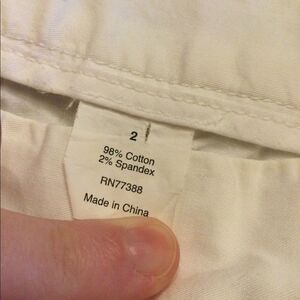 2
98% Cotton
2% Spandex
RN77388
Made in China